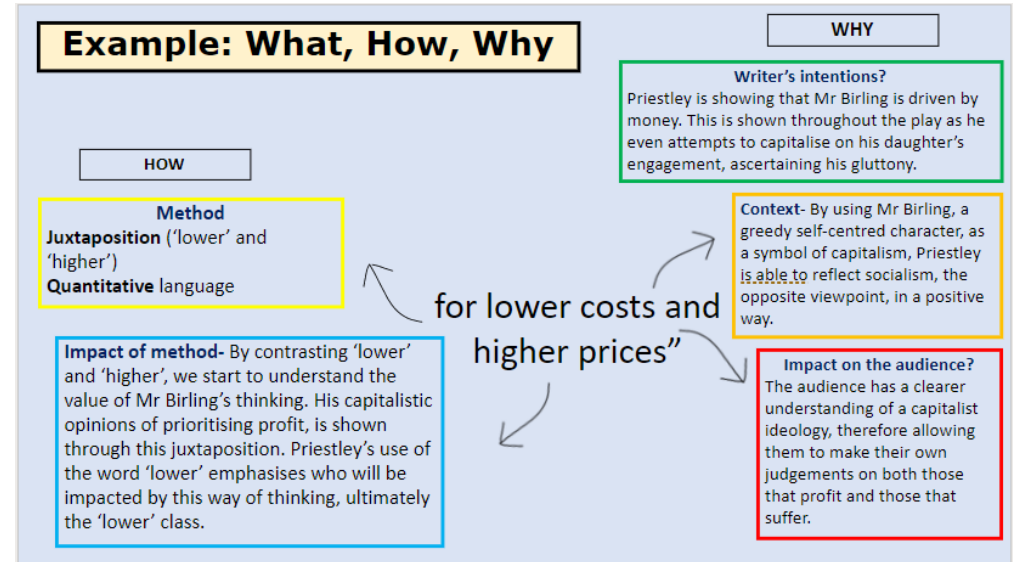 Example: What, How, Why
WHY
Writer's intentions?
Priestley is showing that Mr Birling is driven by
money. This is shown throughout the play as he
even attempts to capitalise on his daughter's
engagement, ascertaining his gluttony.
HOW
Method
Juxtaposition ('lower' and
'higher')
Quantitative language
Context- By using Mr Birling, a
greedy self-centred character, as
a symbol of capitalism, Priestley
is able to reflect socialism, the
opposite viewpoint, in a positive
way.
for lower costs and
higher prices"
Impact of method- By contrasting 'lower'
and 'higher', we start to understand the
value of Mr Birling's thinking. His capitalistic
opinions of prioritising profit, is shown
through this juxtaposition. Priestley's use of
the word 'lower' emphasises who will be
impacted by this way of thinking, ultimately
the 'lower' class.
Impact on the audience?
The audience has a clearer
understanding of a capitalist
ideology, therefore allowing
them to make their own
judgements on both those
that profit and those that
suffer.